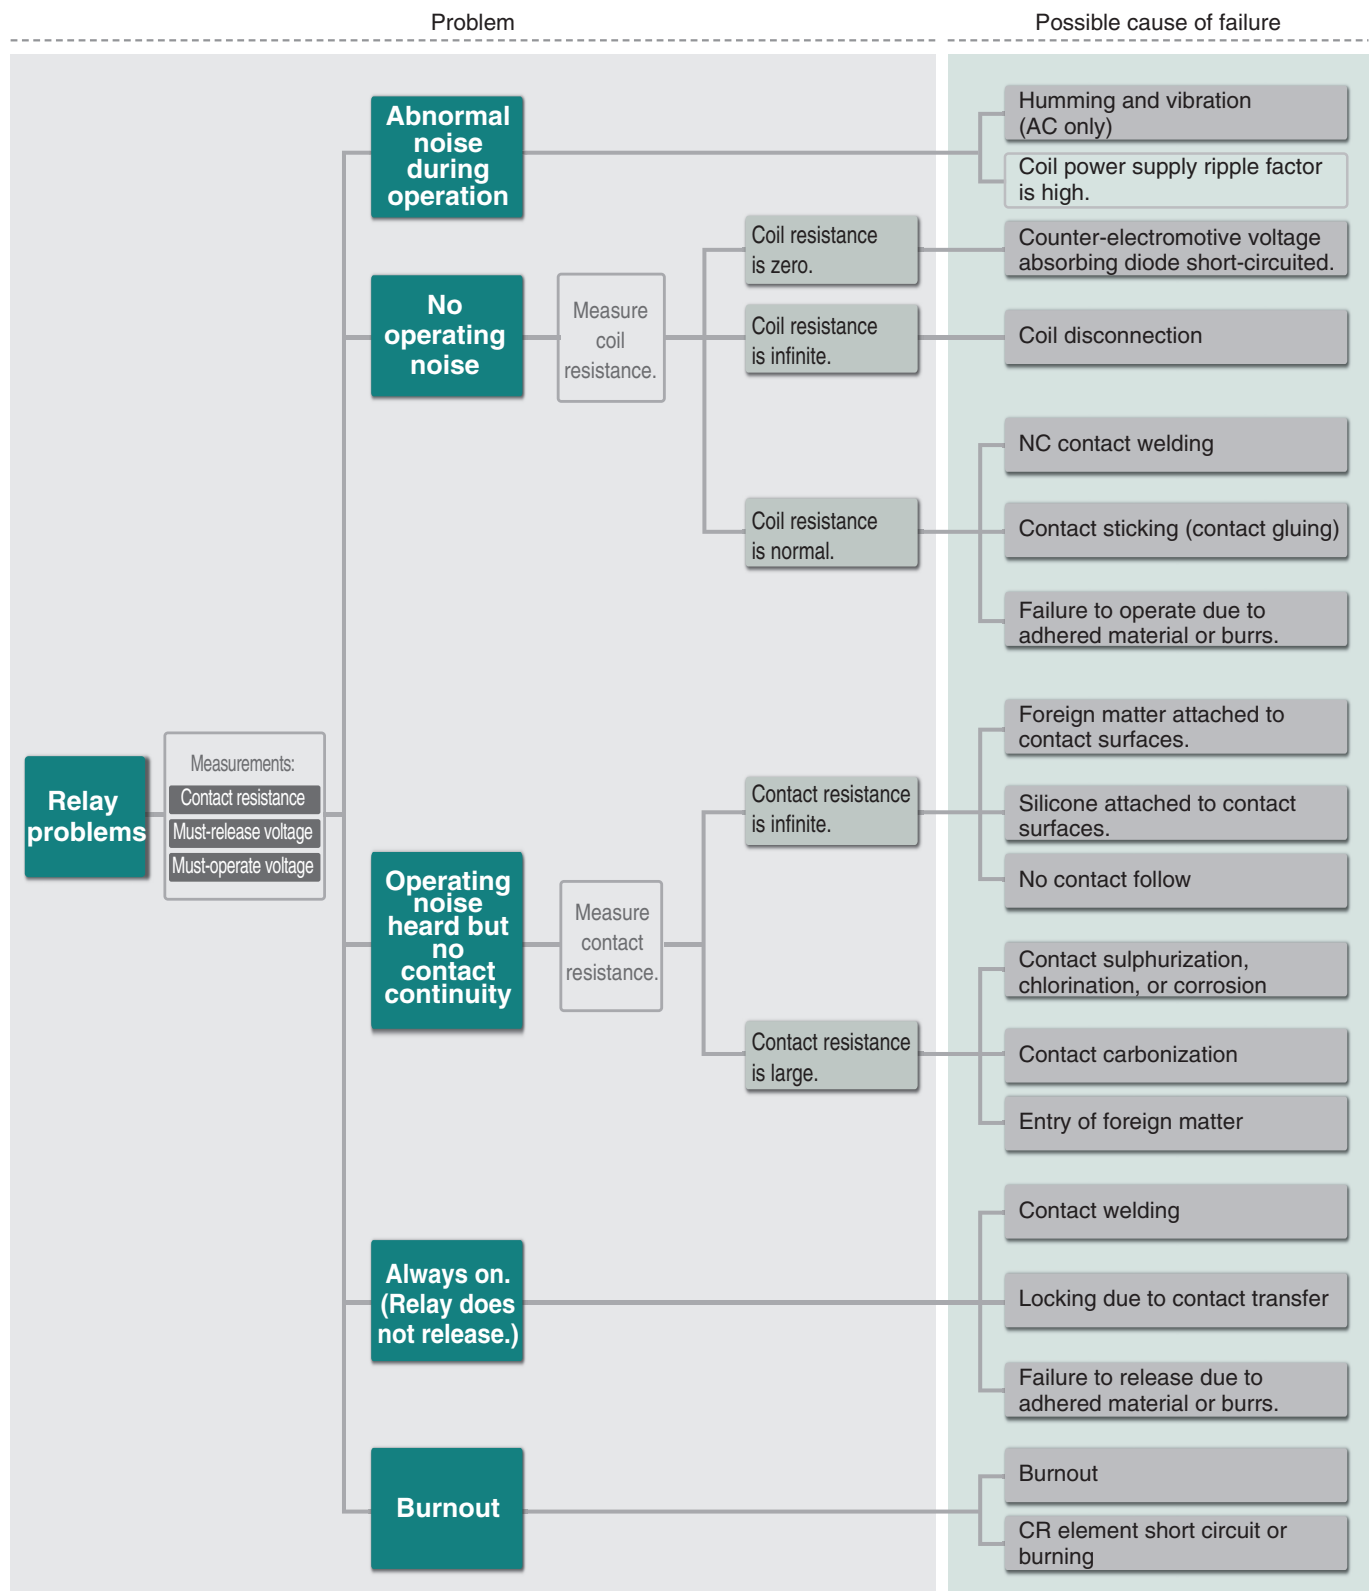 Problem
Possible cause of failure
Relay
problems
Measurements:
Contact resistance
Must-release voltage
Must-operate voltage
Abnormal
noise
during
operation
Humming and vibration
(AC only)
Coil power supply ripple factor
is high.
No
operating
noise
Measure
coil
resistance.
Coil resistance
is zero.
Counter-electromotive voltage
absorbing diode short-circuited.
Coil resistance
is infinite.
Coil disconnection
Coil resistance
is normal.
NC contact welding
Contact sticking (contact gluing)
Failure to operate due to
adhered material or burrs.
Operating
noise
heard but
no
contact
continuity
Measure
contact
resistance.
Contact resistance
is infinite.
Foreign matter attached to
contact surfaces.
Silicone attached to contact
surfaces.
No contact follow
Contact resistance
is large.
Contact sulphurization,
chlorination, or corrosion
Contact carbonization
Entry of foreign matter
Always on.
(Relay does
not release.)
Contact welding
Locking due to contact transfer
Failure to release due to
adhered material or burrs.
Burnout
Burnout
CR element short circuit or
burning